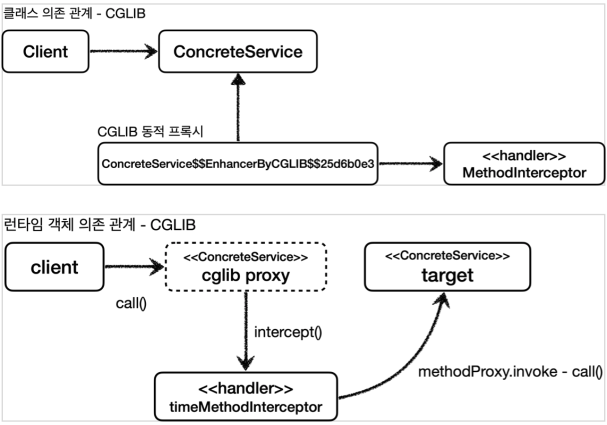 클래스 의존 관계 - CGLIB
Client
ConcreteService
CGLIB 동적 프록시
ConcreteService$$EnhancerByCGLIB$$25d6b0e3
<<handler>>
MethodInterceptor
런타임 객체 의존 관계 - CGLIB
client
call()
<<ConcreteService>>
cglib proxy
<<ConcreteService>>
target
intercept()
methodProxy.invoke - call()
<<handler>>
timeMethodInterceptor